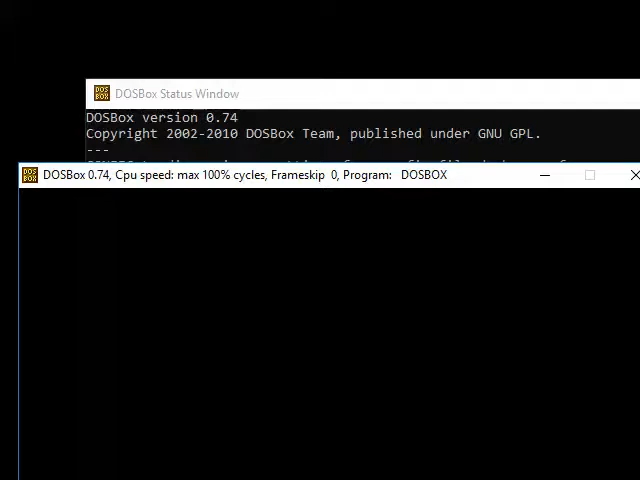 DOSBox Status Window
DOSBox version 0.74
Copyright 2002-2010 DOSBox Team, published under GNU GPL.
---
DOSBox 0.74, Cpu speed: max 100% cycles, Frameskip 0, Program: DOSBOX